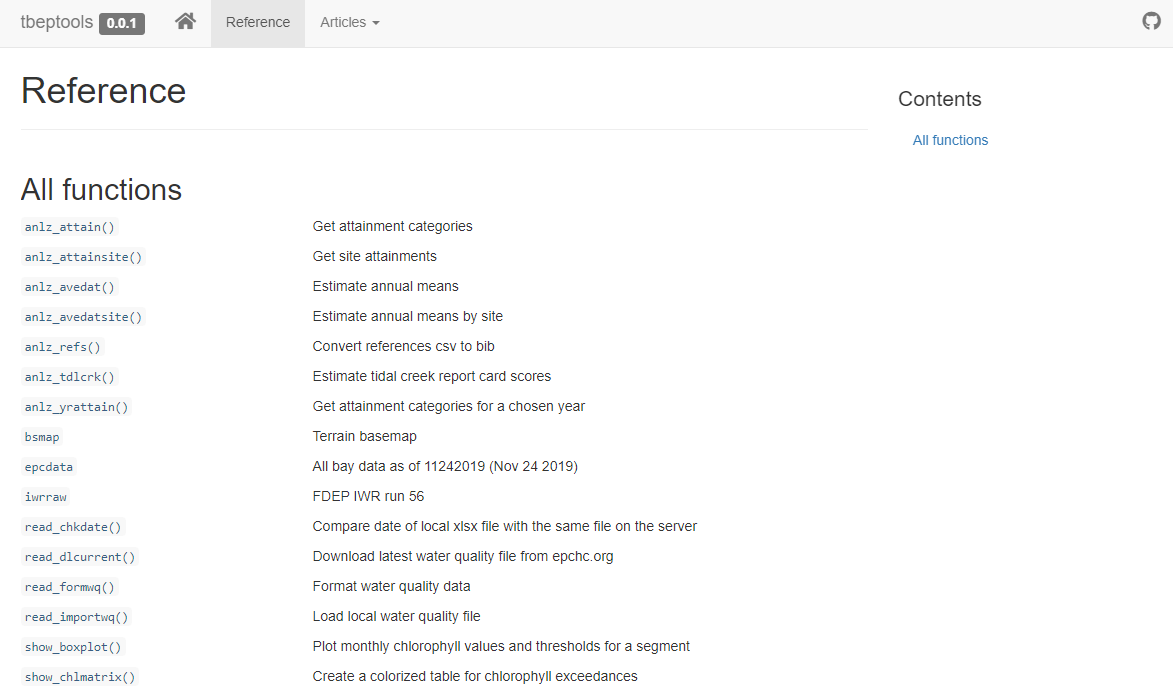 tbeptools 0.0.1 Reference Articles
Reference
Contents
All functions
All functions
anlz_attain() Get attainment categories
anlz_attainsite() Get site attainments
anlz_avedat() Estimate annual means
anlz_avedatsite() Estimate annual means by site
anlz_refs() Convert references csv to bib
anlz_tdlcrk() Estimate tidal creek report card scores
anlz_yrattain() Get attainment categories for a chosen year
bsmap Terrain basemap
epcdata All bay data as of 11242019 (Nov 24 2019)
iwrraw FDEP IWR run 56
read_chkdate() Compare date of local xlsx file with the same file on the server
read_dlcurrent() Download latest water quality file from epchc.org
read_formwq() Format water quality data
read_importwq() Load local water quality file
show_boxplot() Plot monthly chlorophyll values and thresholds for a segment
show_chlmatrix() Create a colorized table for chlorophyll exceedances